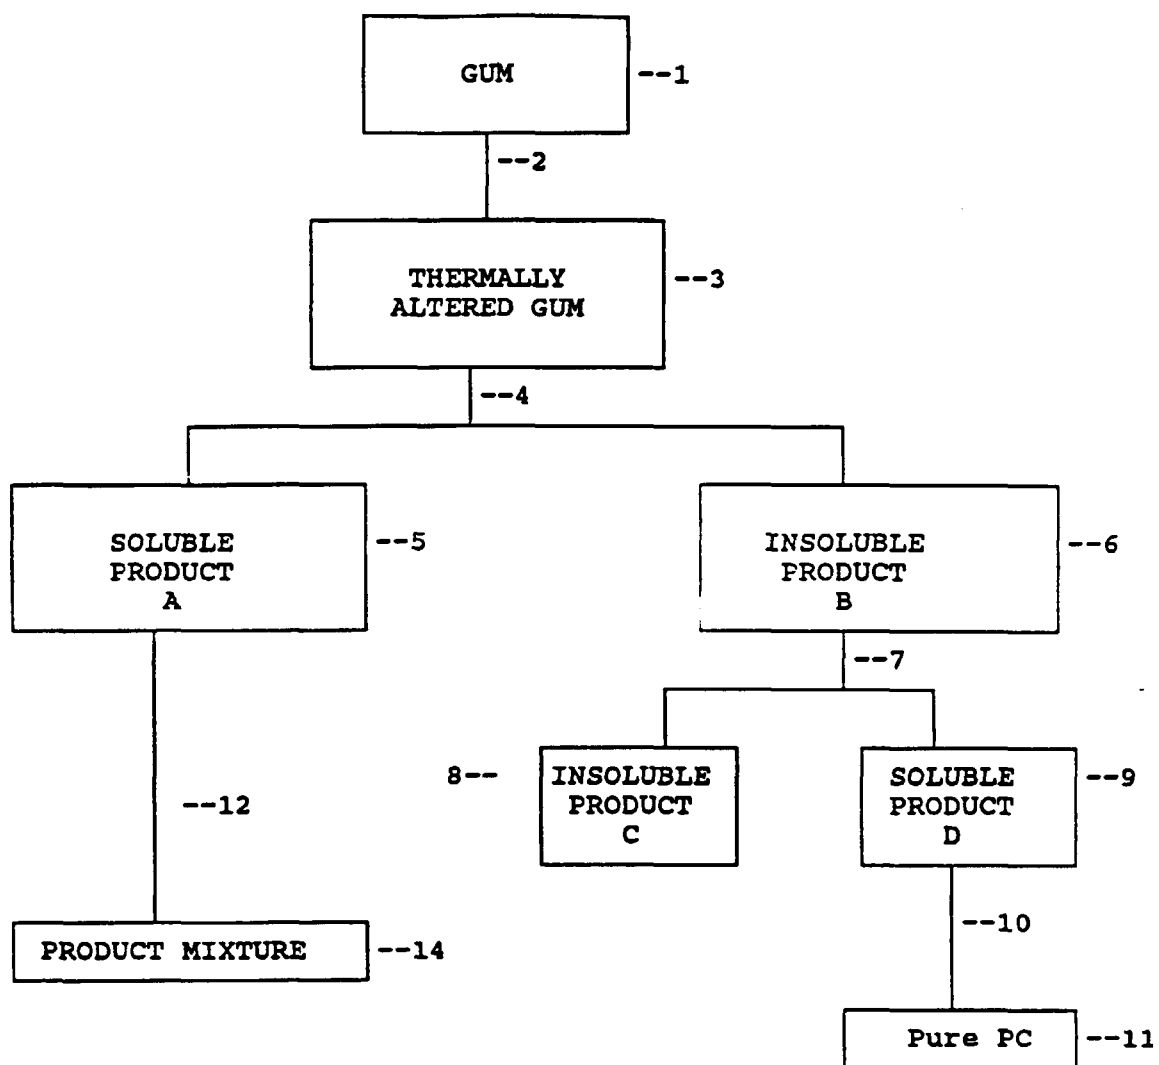 GUM --1
--2
THERMALLY
ALTERED GUM
--3
--4
SOLUBLE
PRODUCT
A
--5
INSOLUBLE
PRODUCT
B
--6
--7
8--
INSOLUBLE
PRODUCT
C
SOLUBLE
PRODUCT
D
--9
--12
--10
PRODUCT MIXTURE --14
Pure PC --11